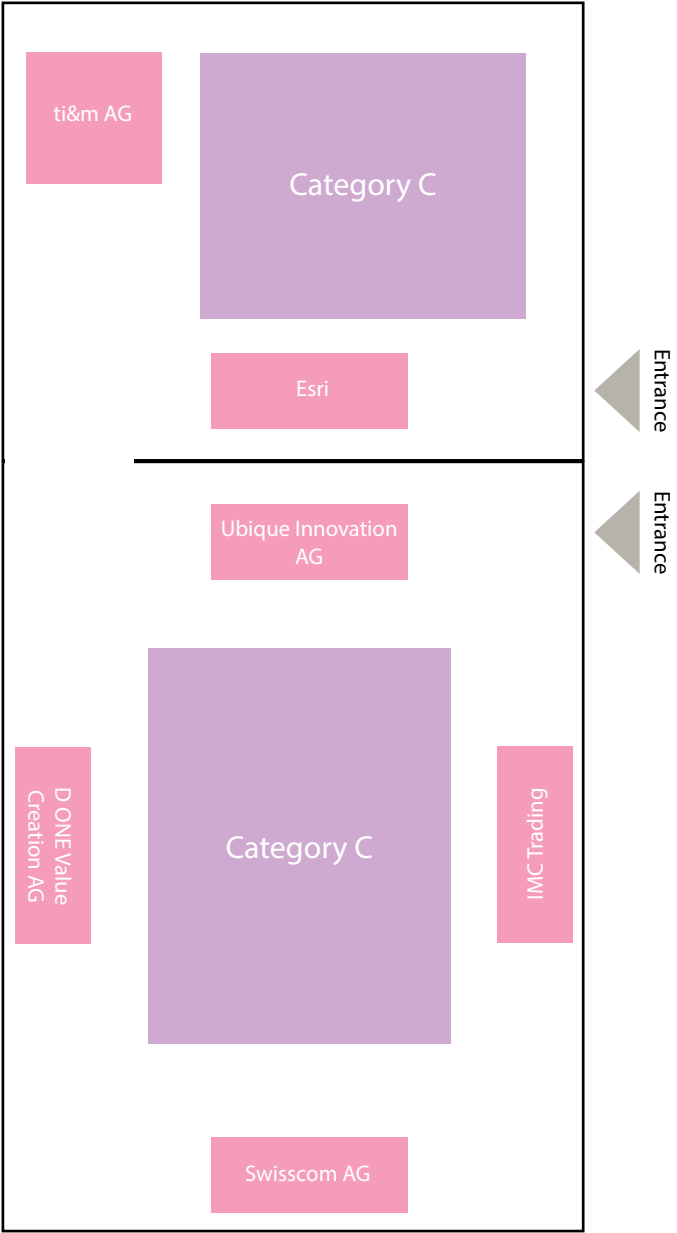 ti&m AG
Category C
Esri
Entrance
Entrance
Ubique Innovation
AG
D ONE Value
Creation AG
Category C
IMC Trading
Swisscom AG